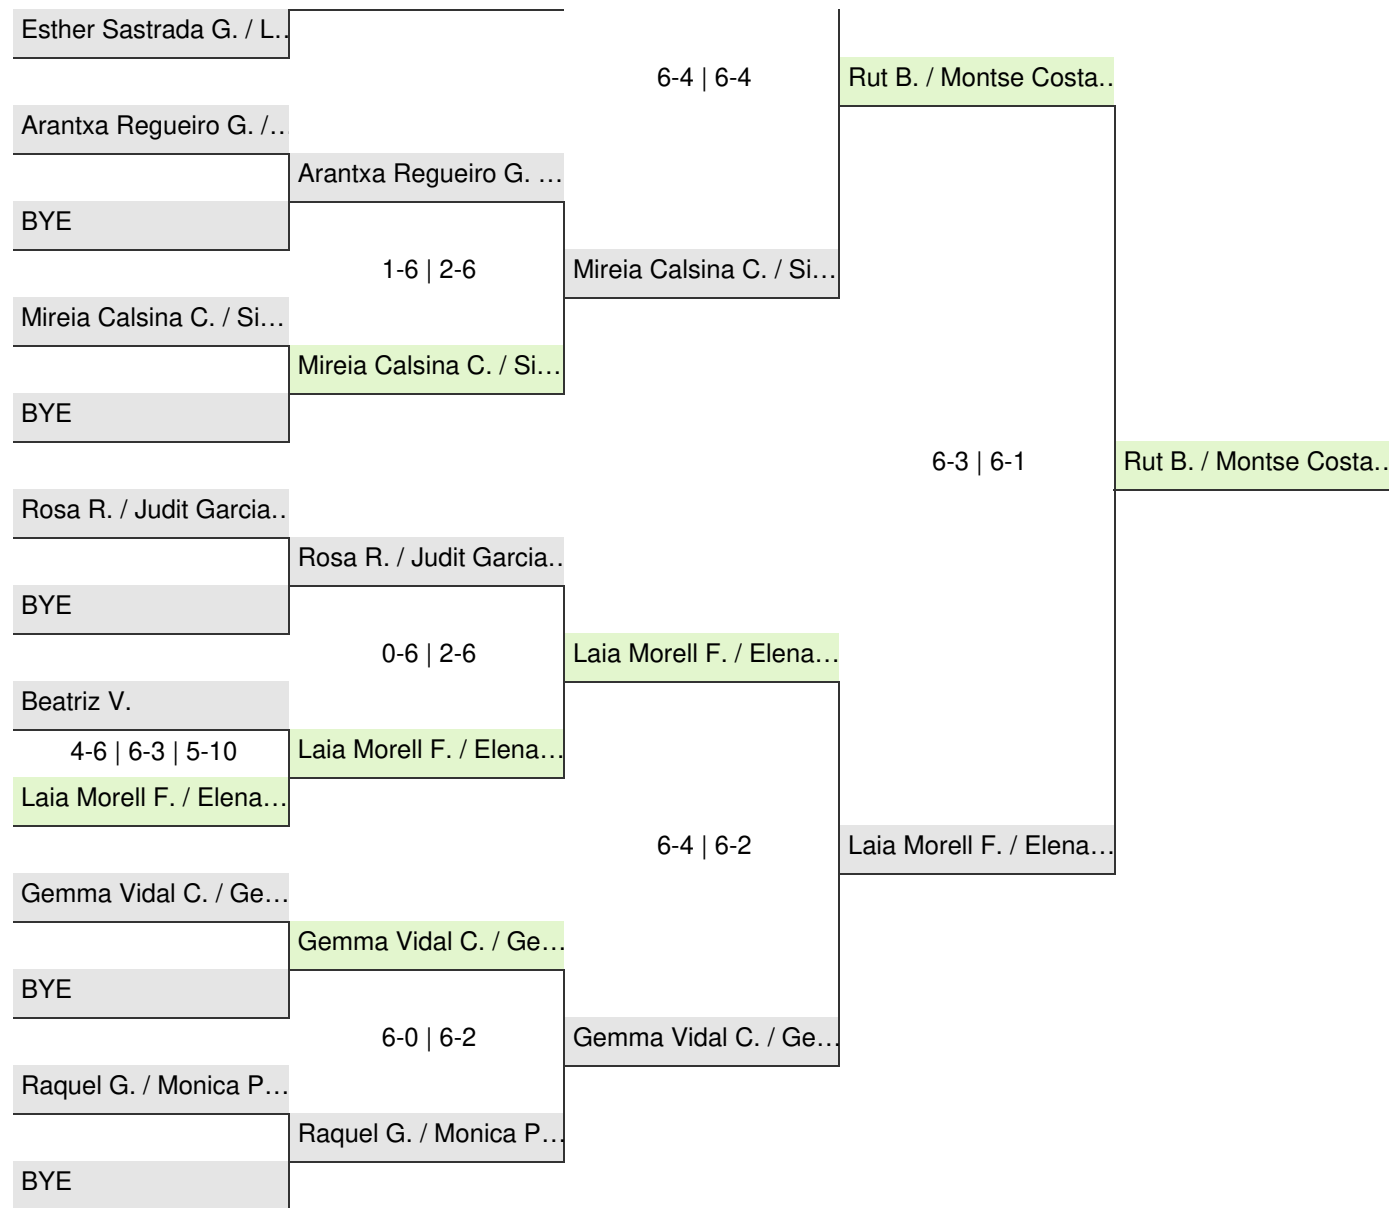 Esther Sastrada G. / L..
6-4 | 6-4
Rut B. / Montse Costa..
Arantxa Regueiro G. /..
Arantxa Regueiro G. ...
BYE
1-6 | 2-6
Mireia Calsina C. / Si...
Mireia Calsina C. / Si...
Mireia Calsina C. / Si...
BYE
6-3 | 6-1
Rut B. / Montse Costa..
Rosa R. / Judit Garcia..
Rosa R. / Judit Garcia..
BYE
0-6 | 2-6
Laia Morell F. / Elena...
Beatriz V.
4-6 | 6-3 | 5-10
Laia Morell F. / Elena...
Laia Morell F. / Elena...
6-4 | 6-2
Laia Morell F. / Elena...
Gemma Vidal C. / Ge...
Gemma Vidal C. / Ge...
BYE
6-0 | 6-2
Gemma Vidal C. / Ge...
Raquel G. / Monica P...
Raquel G. / Monica P...
BYE